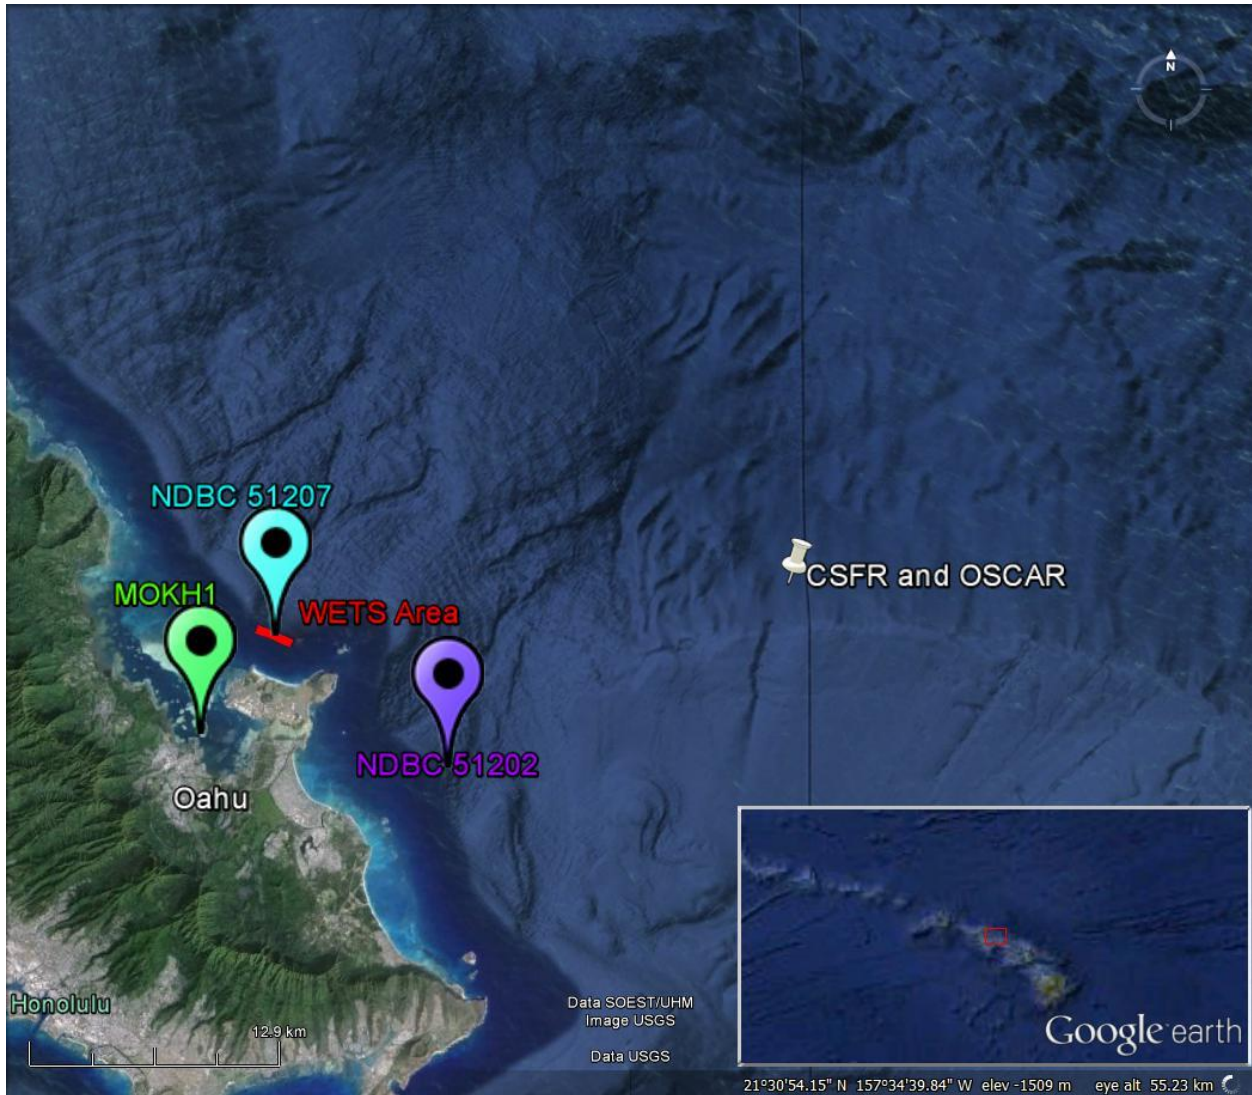 N
NDBC 51207
CSFR and OSCAR
MOKH1
WETS Area
NDBC 51202
Oahu
Honolulu
12.9 km
Data SOEST/UHM
Image USGS
Data USGS
Google earth
21°30'54.15" N 157°34'39.84" W elev -1509 m eye alt 55.23 km